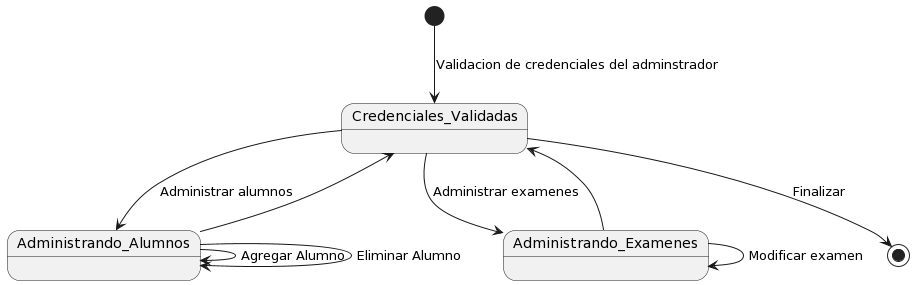 Validacion de credenciales del adminstrador
Credenciales_Validadas
Administrar alumnos
Administrar examenes
Finalizar
Administrando_Alumnos
Agregar Alumno
Eliminar Alumno
Administrando_Examenes
Modificar examen